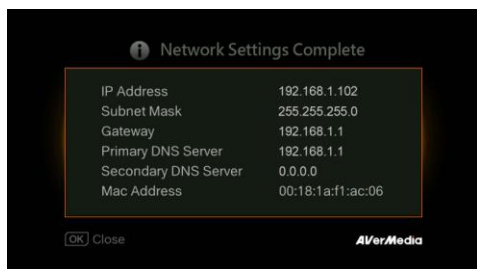 Network Settings Complete
IP Address 192.168.1.102
Subnet Mask 255.255.255.0
Gateway 192.168.1.1
Primary DNS Server 192.168.1.1
Secondary DNS Server 0.0.0.0
Mac Address 00:18:1a:f1:ac:06
OK Close AVerMedia